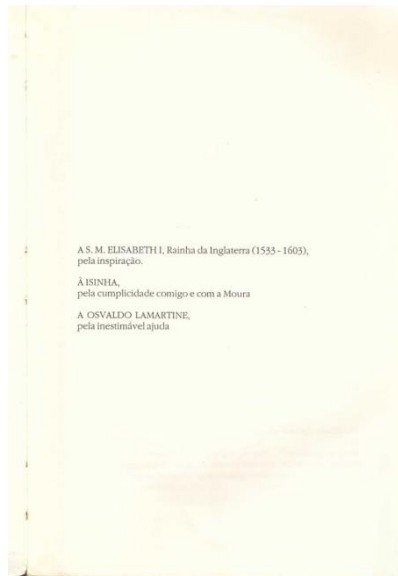 A S. M. ELISABETH I, Rainha da Inglaterra (1533 - 1603),
pela inspiração.
À ISINHA,
pela cumplicidade comigo e com a Moura
A OSVALDO LAMARTINE,
pela inestimável ajuda